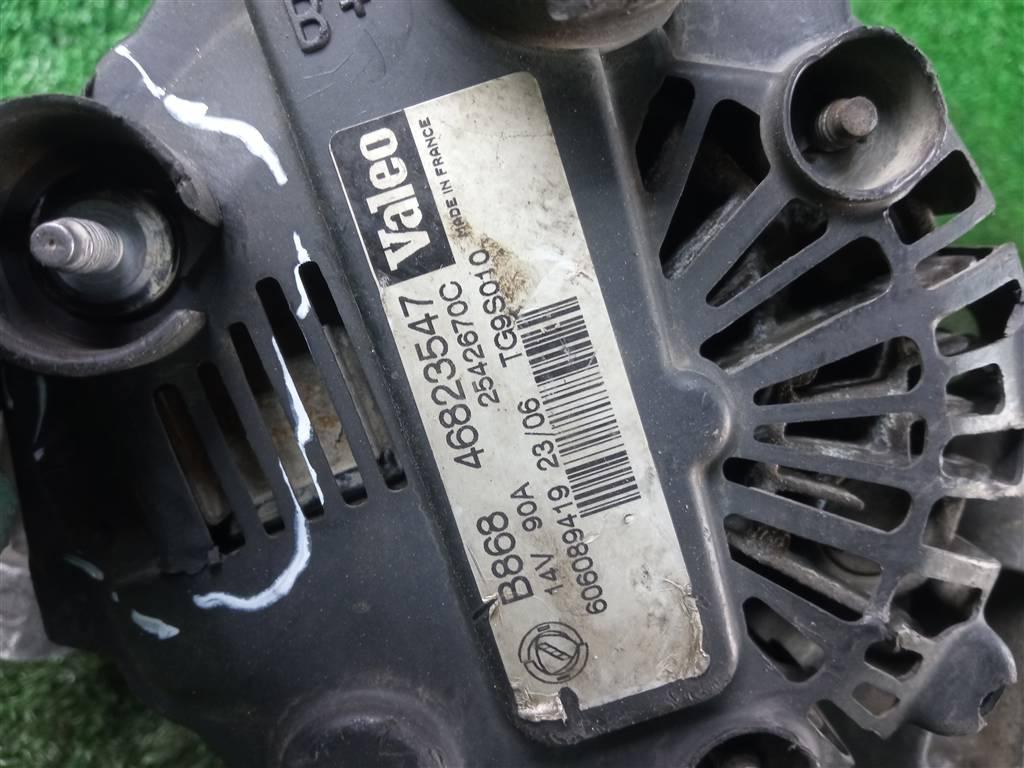 B+
Valeo
MADE IN FRANCE
B868 46823547
2542670C
14V 90A TG9S010
23/06
606089419